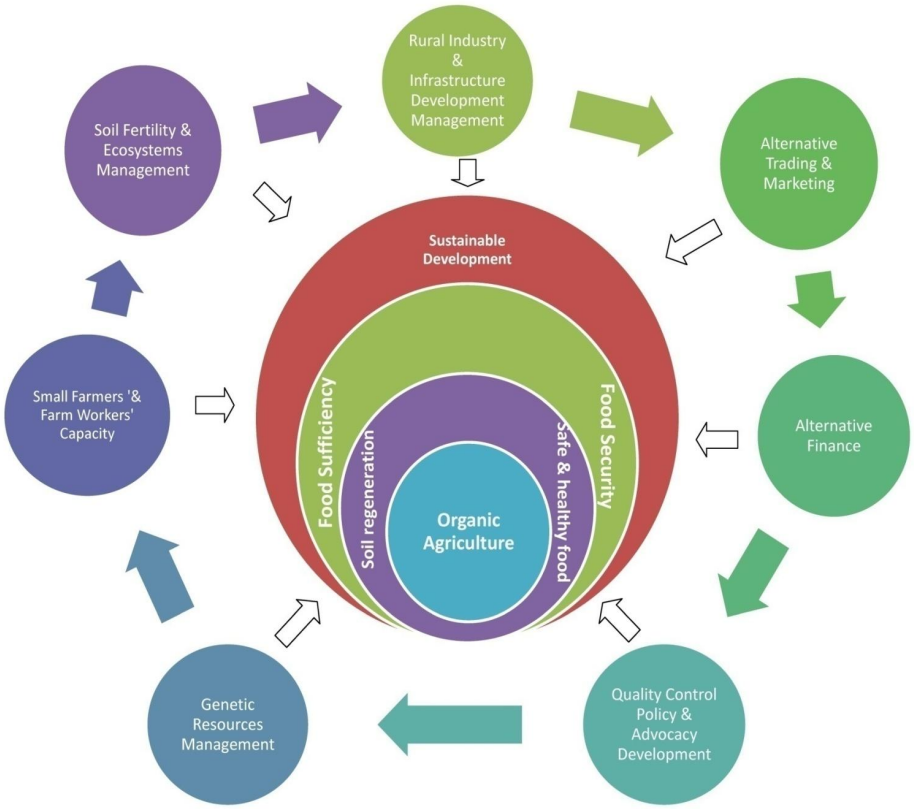 Rural Industry
&
Infrastructure
Development
Management
Soil Fertility &
Ecosystems
Management
Alternative
Trading &
Marketing
Sustainable
Development
Small Farmers '&
Farm Workers'
Capacity
Food Sufficiency
Food Security
Soil regeneration
Safe & healthy food
Organic
Agriculture
Alternative
Finance
Genetic
Resources
Management
Quality Control
Policy &
Advocacy
Development